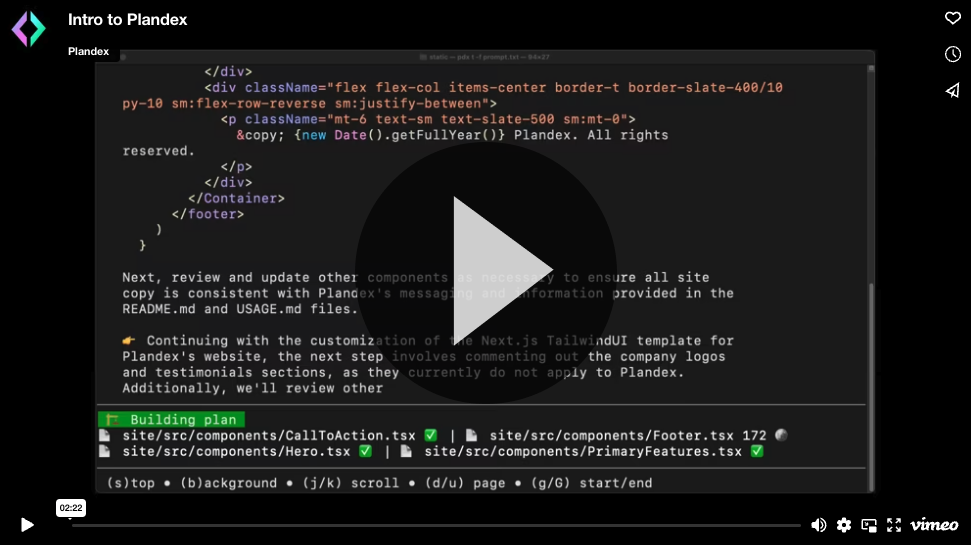 Intro to Plandex
Plandex
static — pdx t -f prompt.txt — 94×27
</div>
<div className="flex flex-col items-center border-t border-slate-400/10
py-10 sm:flex-row-reverse sm:justify-between">
<p className="mt-6 text-sm text-slate-500 sm:mt-0">
&copy; {new Date().getFullYear()} Plandex. All rights
reserved.
</p>
</div>
</Container>
</footer>
)
}
Next, review and update other components as necessary to ensure all site
copy is consistent with Plandex's messaging and information provided in the
README.md and USAGE.md files.
👉 Continuing with the customization of the Next.js TailwindUI template for
Plandex's website, the next step involves commenting out the company logos
and testimonials sections, as they currently do not apply to Plandex.
Additionally, we'll review other
🏗 Building plan
📄 site/src/components/CallToAction.tsx ✅ | 📄 site/src/components/Footer.tsx 172 🌖
📄 site/src/components/Hero.tsx ✅ | 📄 site/src/components/PrimaryFeatures.tsx ✅
(s)top • (b)ackground • (j/k) scroll • (d/u) page • (g/G) start/end
02:22
vimeo